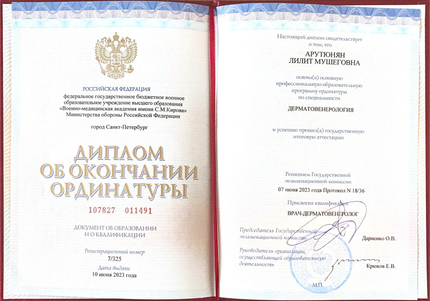 РОССИЙСКАЯ ФЕДЕРАЦИЯ
федеральное государственное бюджетное военное
образовательное учреждение высшего образования
«Военно-медицинская академия имени С.М.Кирова»
Министерства обороны Российской Федерации
город Санкт-Петербург
ДИПЛОМ
ОБ ОКОНЧАНИИ
ОРДИНАТУРЫ
107827 011491
ДОКУМЕНТ ОБ ОБРАЗОВАНИИ
И О КВАЛИФИКАЦИИ
Регистрационный номер
7/325
Дата выдачи
10 июня 2023 года
Настоящий диплом свидетельствует
о том, что
АРУТЮНЯН
ЛИЛИТ МУШЕГОВНА
освоил(а) основную
профессиональную образовательную
программу ординатуры
по специальности
ДЕРМАТОВЕНЕРОЛОГИЯ
и успешно прошел(а) государственную
итоговую аттестацию
Решением Государственной
экзаменационной комиссии
07 июня 2023 года Протокол N 18/36
Присвоена квалификация
ВРАЧ-ДЕРМАТОВЕНЕРОЛОГ
Председатель Государственной
экзаменационной комиссии
Руководитель организации,
осуществляющей образовательную
деятельность
Крюков Е.В.
М.П.